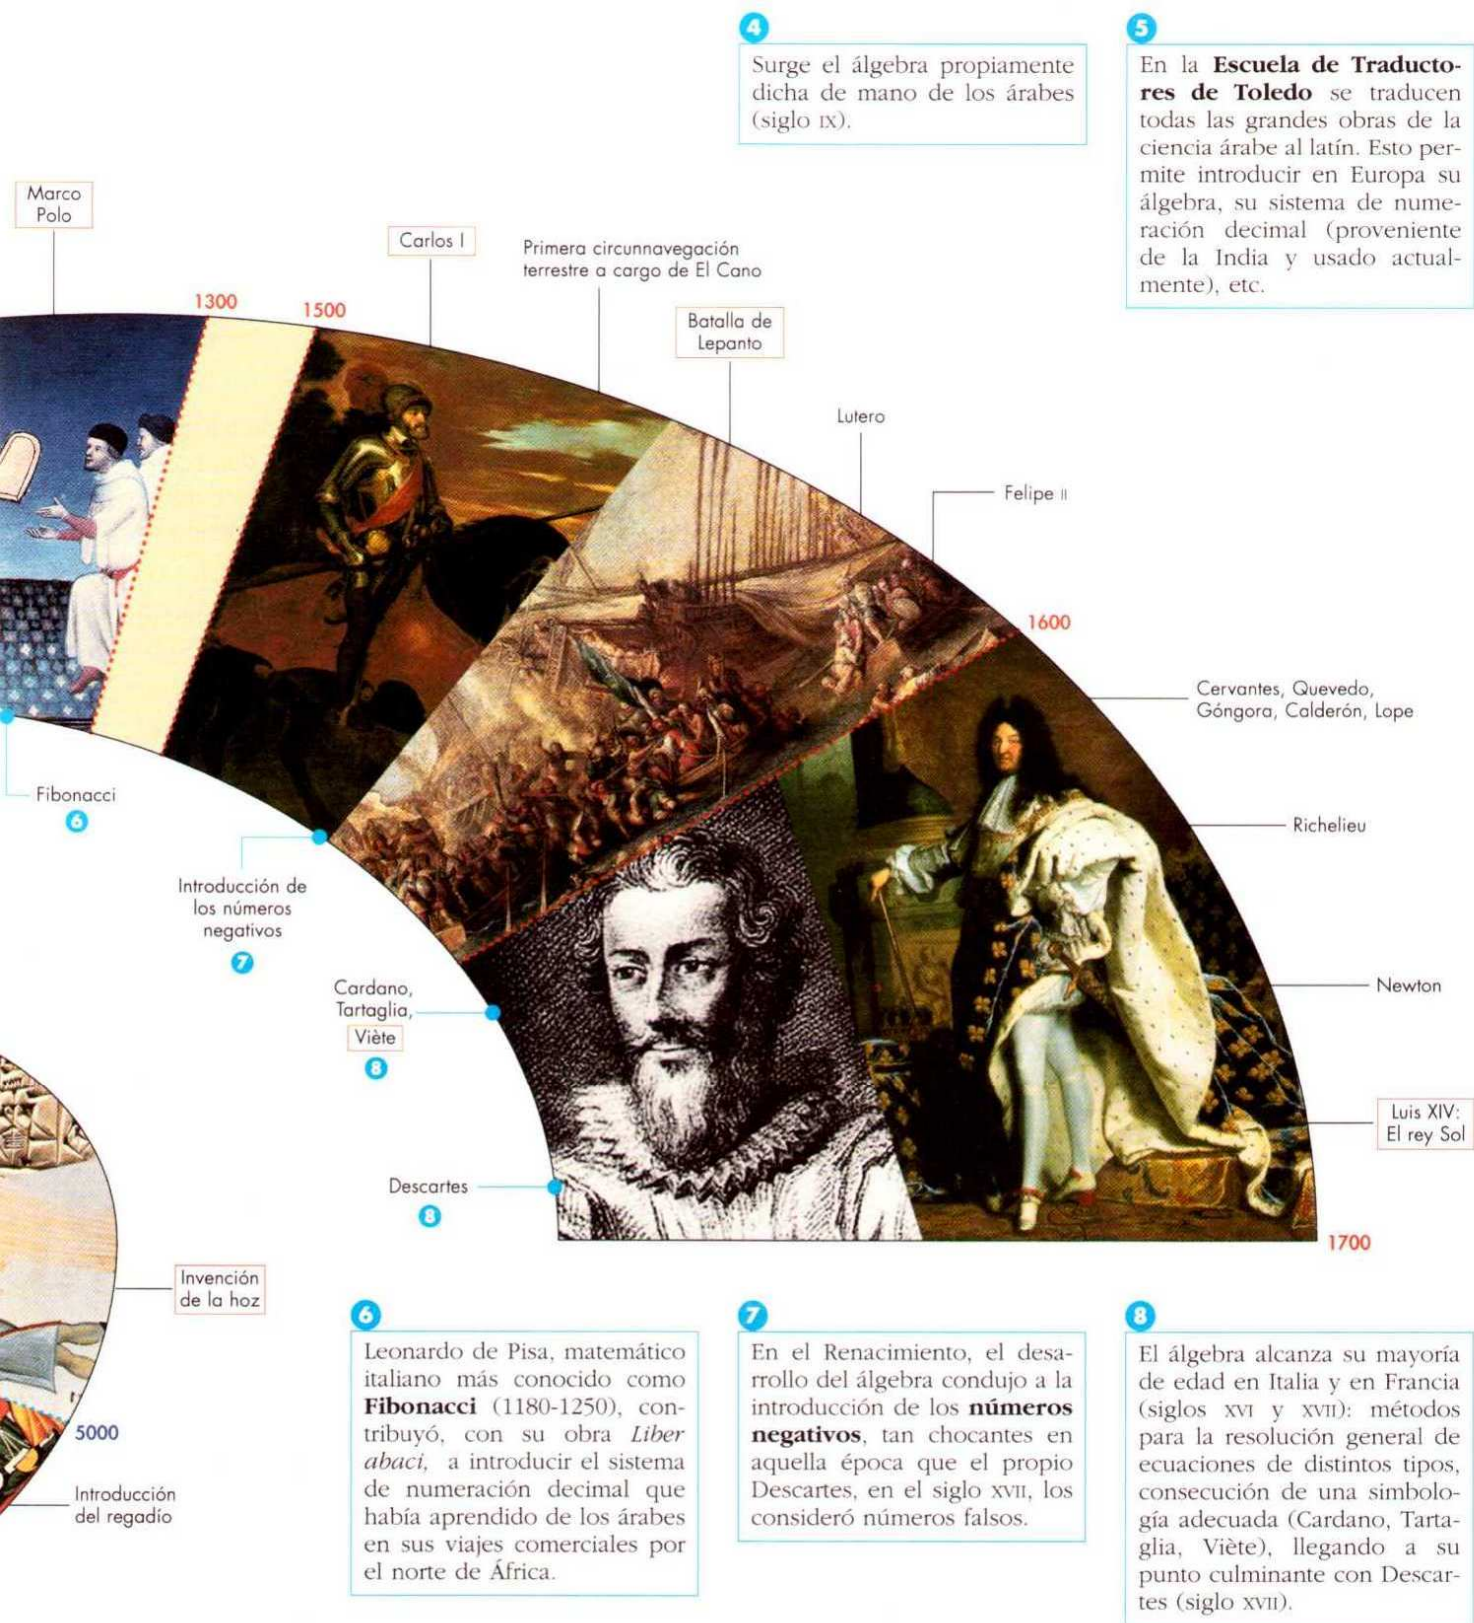 4
Surge el álgebra propiamente
dicha de mano de los árabes
(siglo IX).
5
En la Escuela de Traducto-
res de Toledo se traducen
todas las grandes obras de la
ciencia árabe al latín. Esto per-
mite introducir en Europa su
álgebra, su sistema de nume-
ración decimal (proveniente
de la India y usado actual-
mente), etc.
Marco
Polo
1300
1500
Carlos I
Primera circunnavegación
terrestre a cargo de El Cano
Batalla de
Lepanto
Lutero
Felipe II
1600
Cervantes, Quevedo,
Góngora, Calderón, Lope
Richelieu
Newton
Luis XIV:
El rey Sol
1700
Fibonacci
6
Introducción de
los números
negativos
7
Cardano,
Tartaglia,
Viète
8
Descartes
8
Invención
de la hoz
5000
Introducción
del regadío
6
Leonardo de Pisa, matemático
italiano más conocido como
Fibonacci (1180-1250), con-
tribuyó, con su obra Liber
abaci, a introducir el sistema
de numeración decimal que
había aprendido de los árabes
en sus viajes comerciales por
el norte de África.
7
En el Renacimiento, el desa-
rrollo del álgebra condujo a la
introducción de los números
negativos, tan chocantes en
aquella época que el propio
Descartes, en el siglo XVII, los
consideró números falsos.
8
El álgebra alcanza su mayoría
de edad en Italia y en Francia
(siglos XVI y XVII): métodos
para la resolución general de
ecuaciones de distintos tipos,
consecución de una simbolo-
gía adecuada (Cardano, Tarta-
glia, Viète), llegando a su
punto culminante con Descar-
tes (siglo XVII).